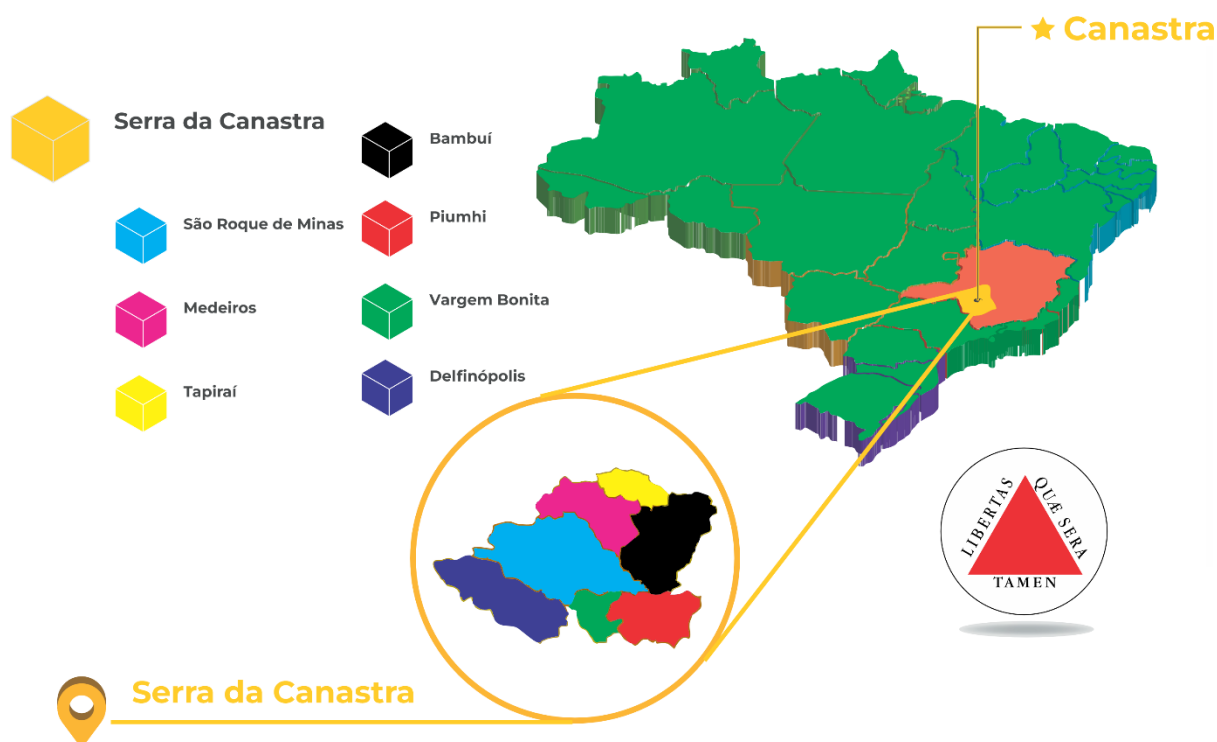 ★ Canastra
Serra da Canastra
São Roque de Minas
Medeiros
Tapiraí
Bambuí
Piumhi
Vargem Bonita
Delfinópolis
LIBERTAS
QUÆ SERA
TAMEN
Serra da Canastra